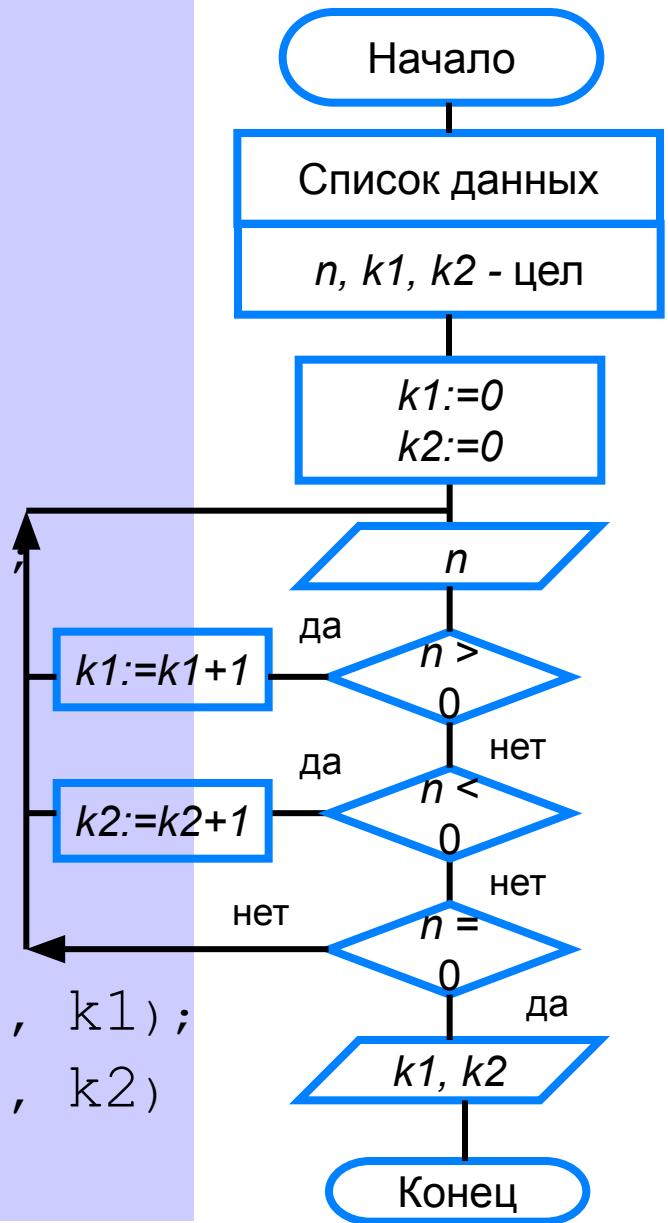 Начало
Список данных
n, k1, k2 - цел
k1:=0
k2:=0
;
n
да
k1:=k1+1
n >
0
нет
да
k2:=k2+1
n <
0
нет
нет
n =
0
да
, k1);
k1, k2
, k2)
Конец